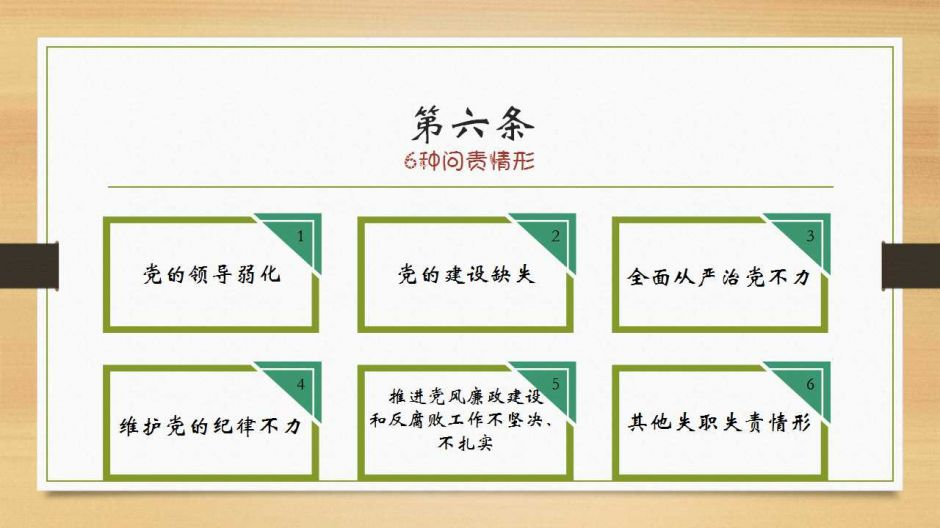 第六条
6种问责情形
1
党的领导弱化
2
党的建设缺失
3
全面从严治党不力
4
维护党的纪律不力
5
推进党风廉政建设
和反腐败工作不坚决、
不扎实
6
其他失职失责情形